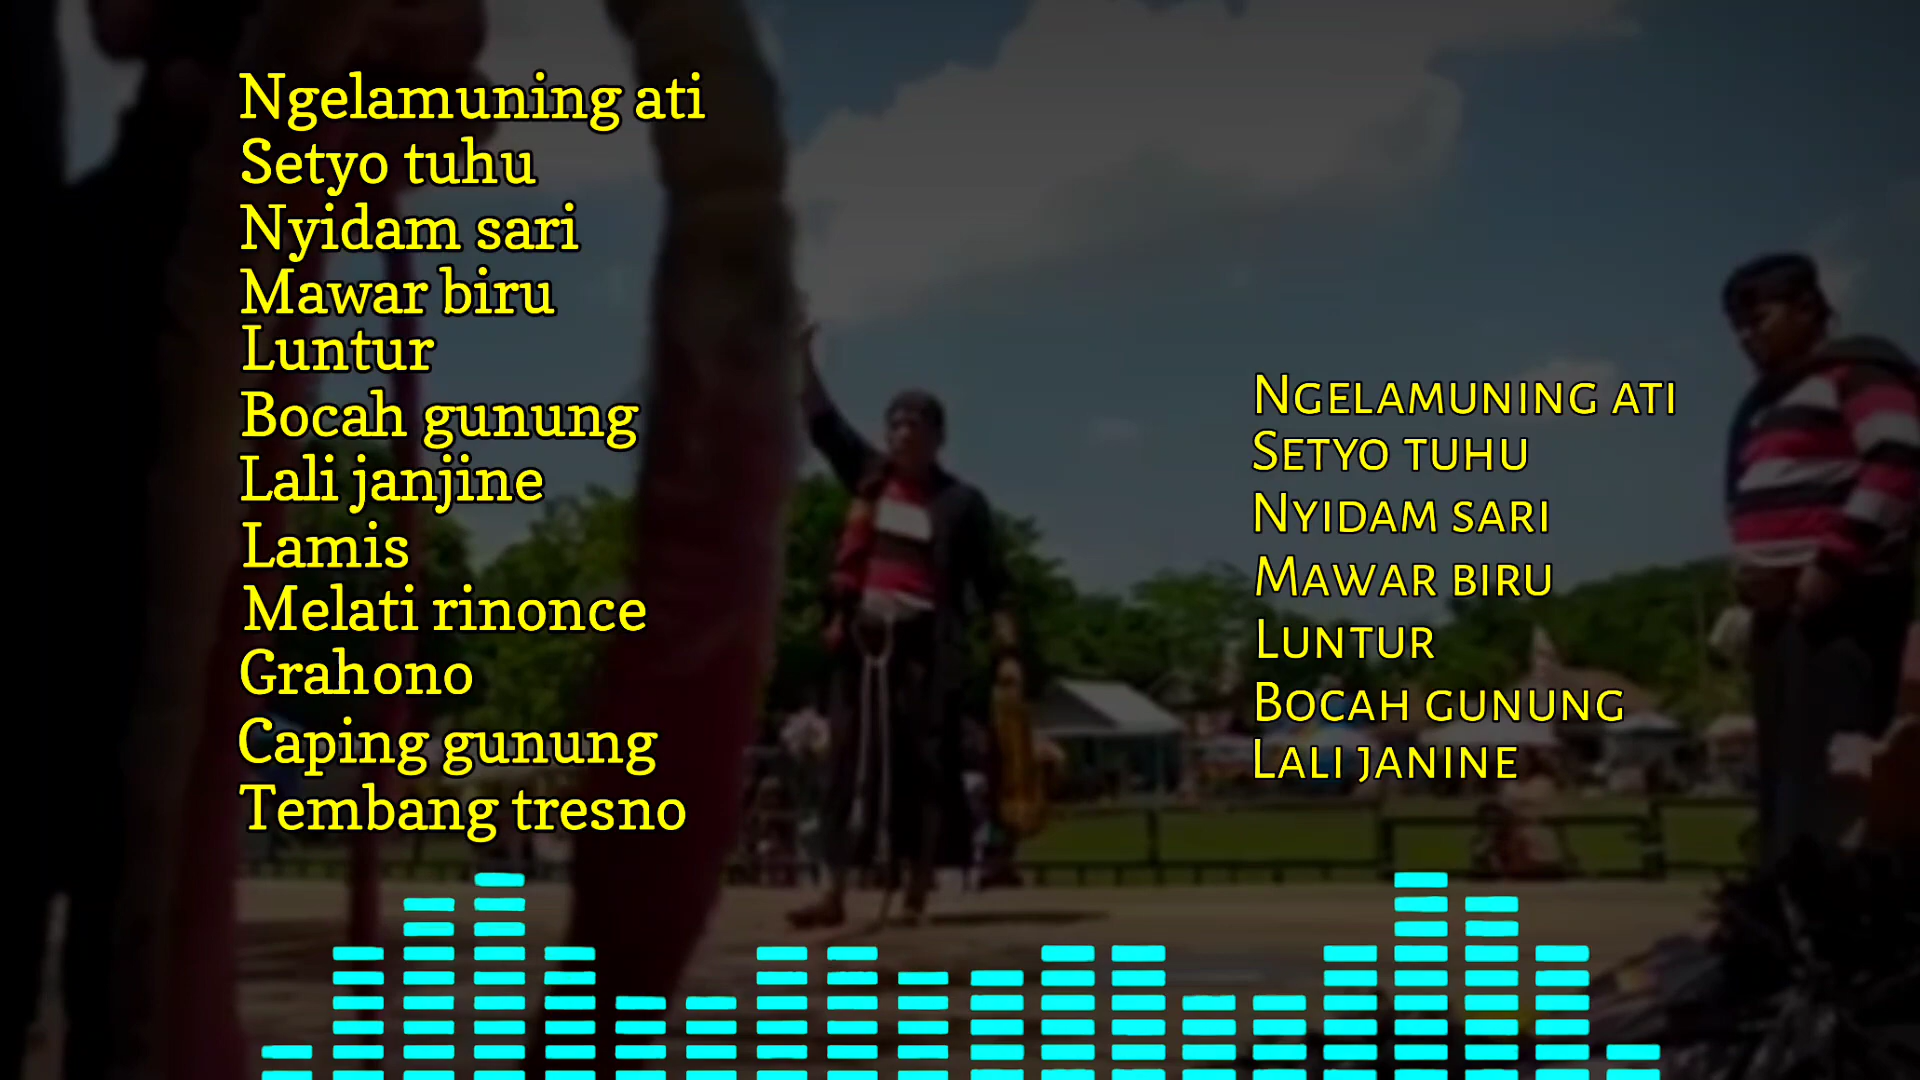 Ngelamuning ati
Setyo tuhu
Nyidam sari
Mawar biru
Luntur
Bocah gunung
Lali janjine
Lamis
Melati rinonce
Grahono
Caping gunung
Tembang tresno
Ngelamuning ati
Setyo tuhu
Nyidam sari
Mawar biru
Luntur
Bocah gunung
Lali janine